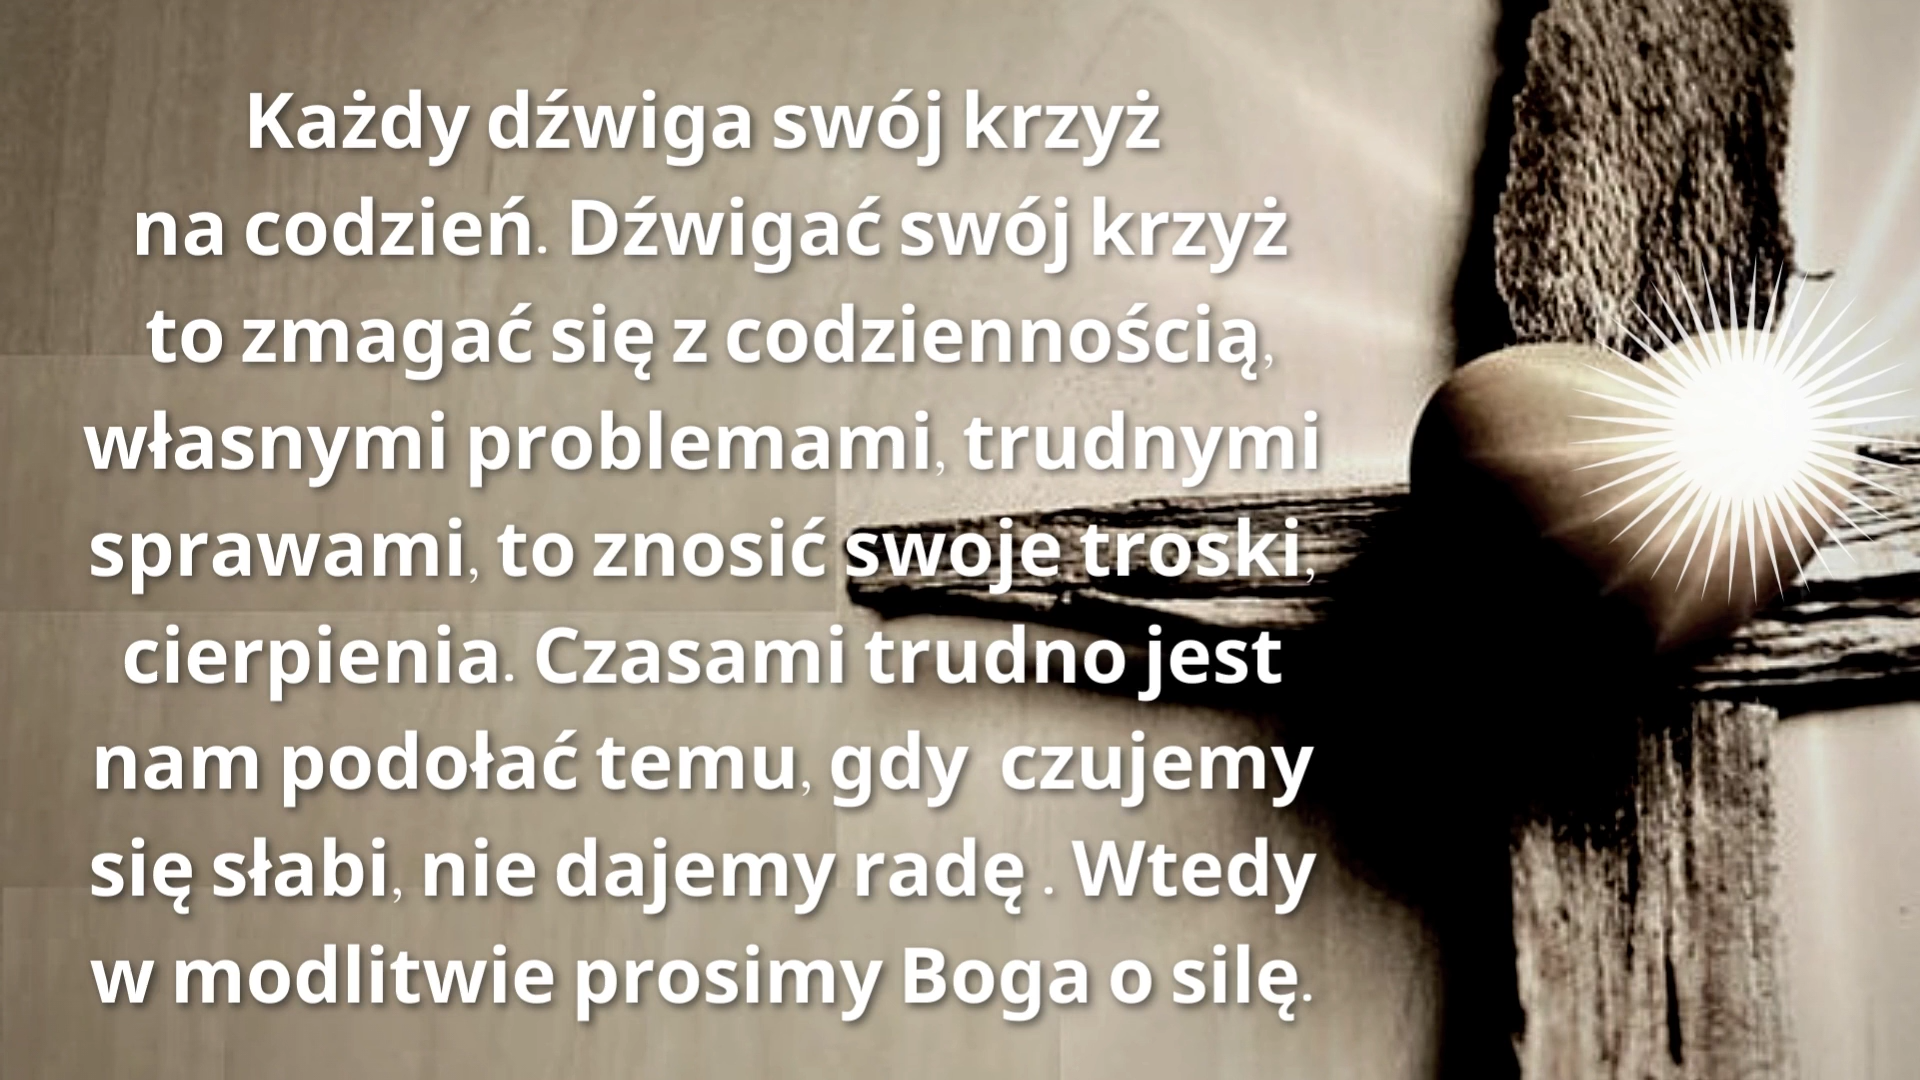 Każdy dźwiga swój krzyż
na codzień. Dźwigać swój krzyż
to zmagać się z codziennością,
własnymi problemami, trudnymi
sprawami, to znosić swoje troski,
cierpienia. Czasami trudno jest
nam podołać temu, gdy  czujemy
się słabi, nie dajemy radę . Wtedy
w modlitwie prosimy Boga o silę.